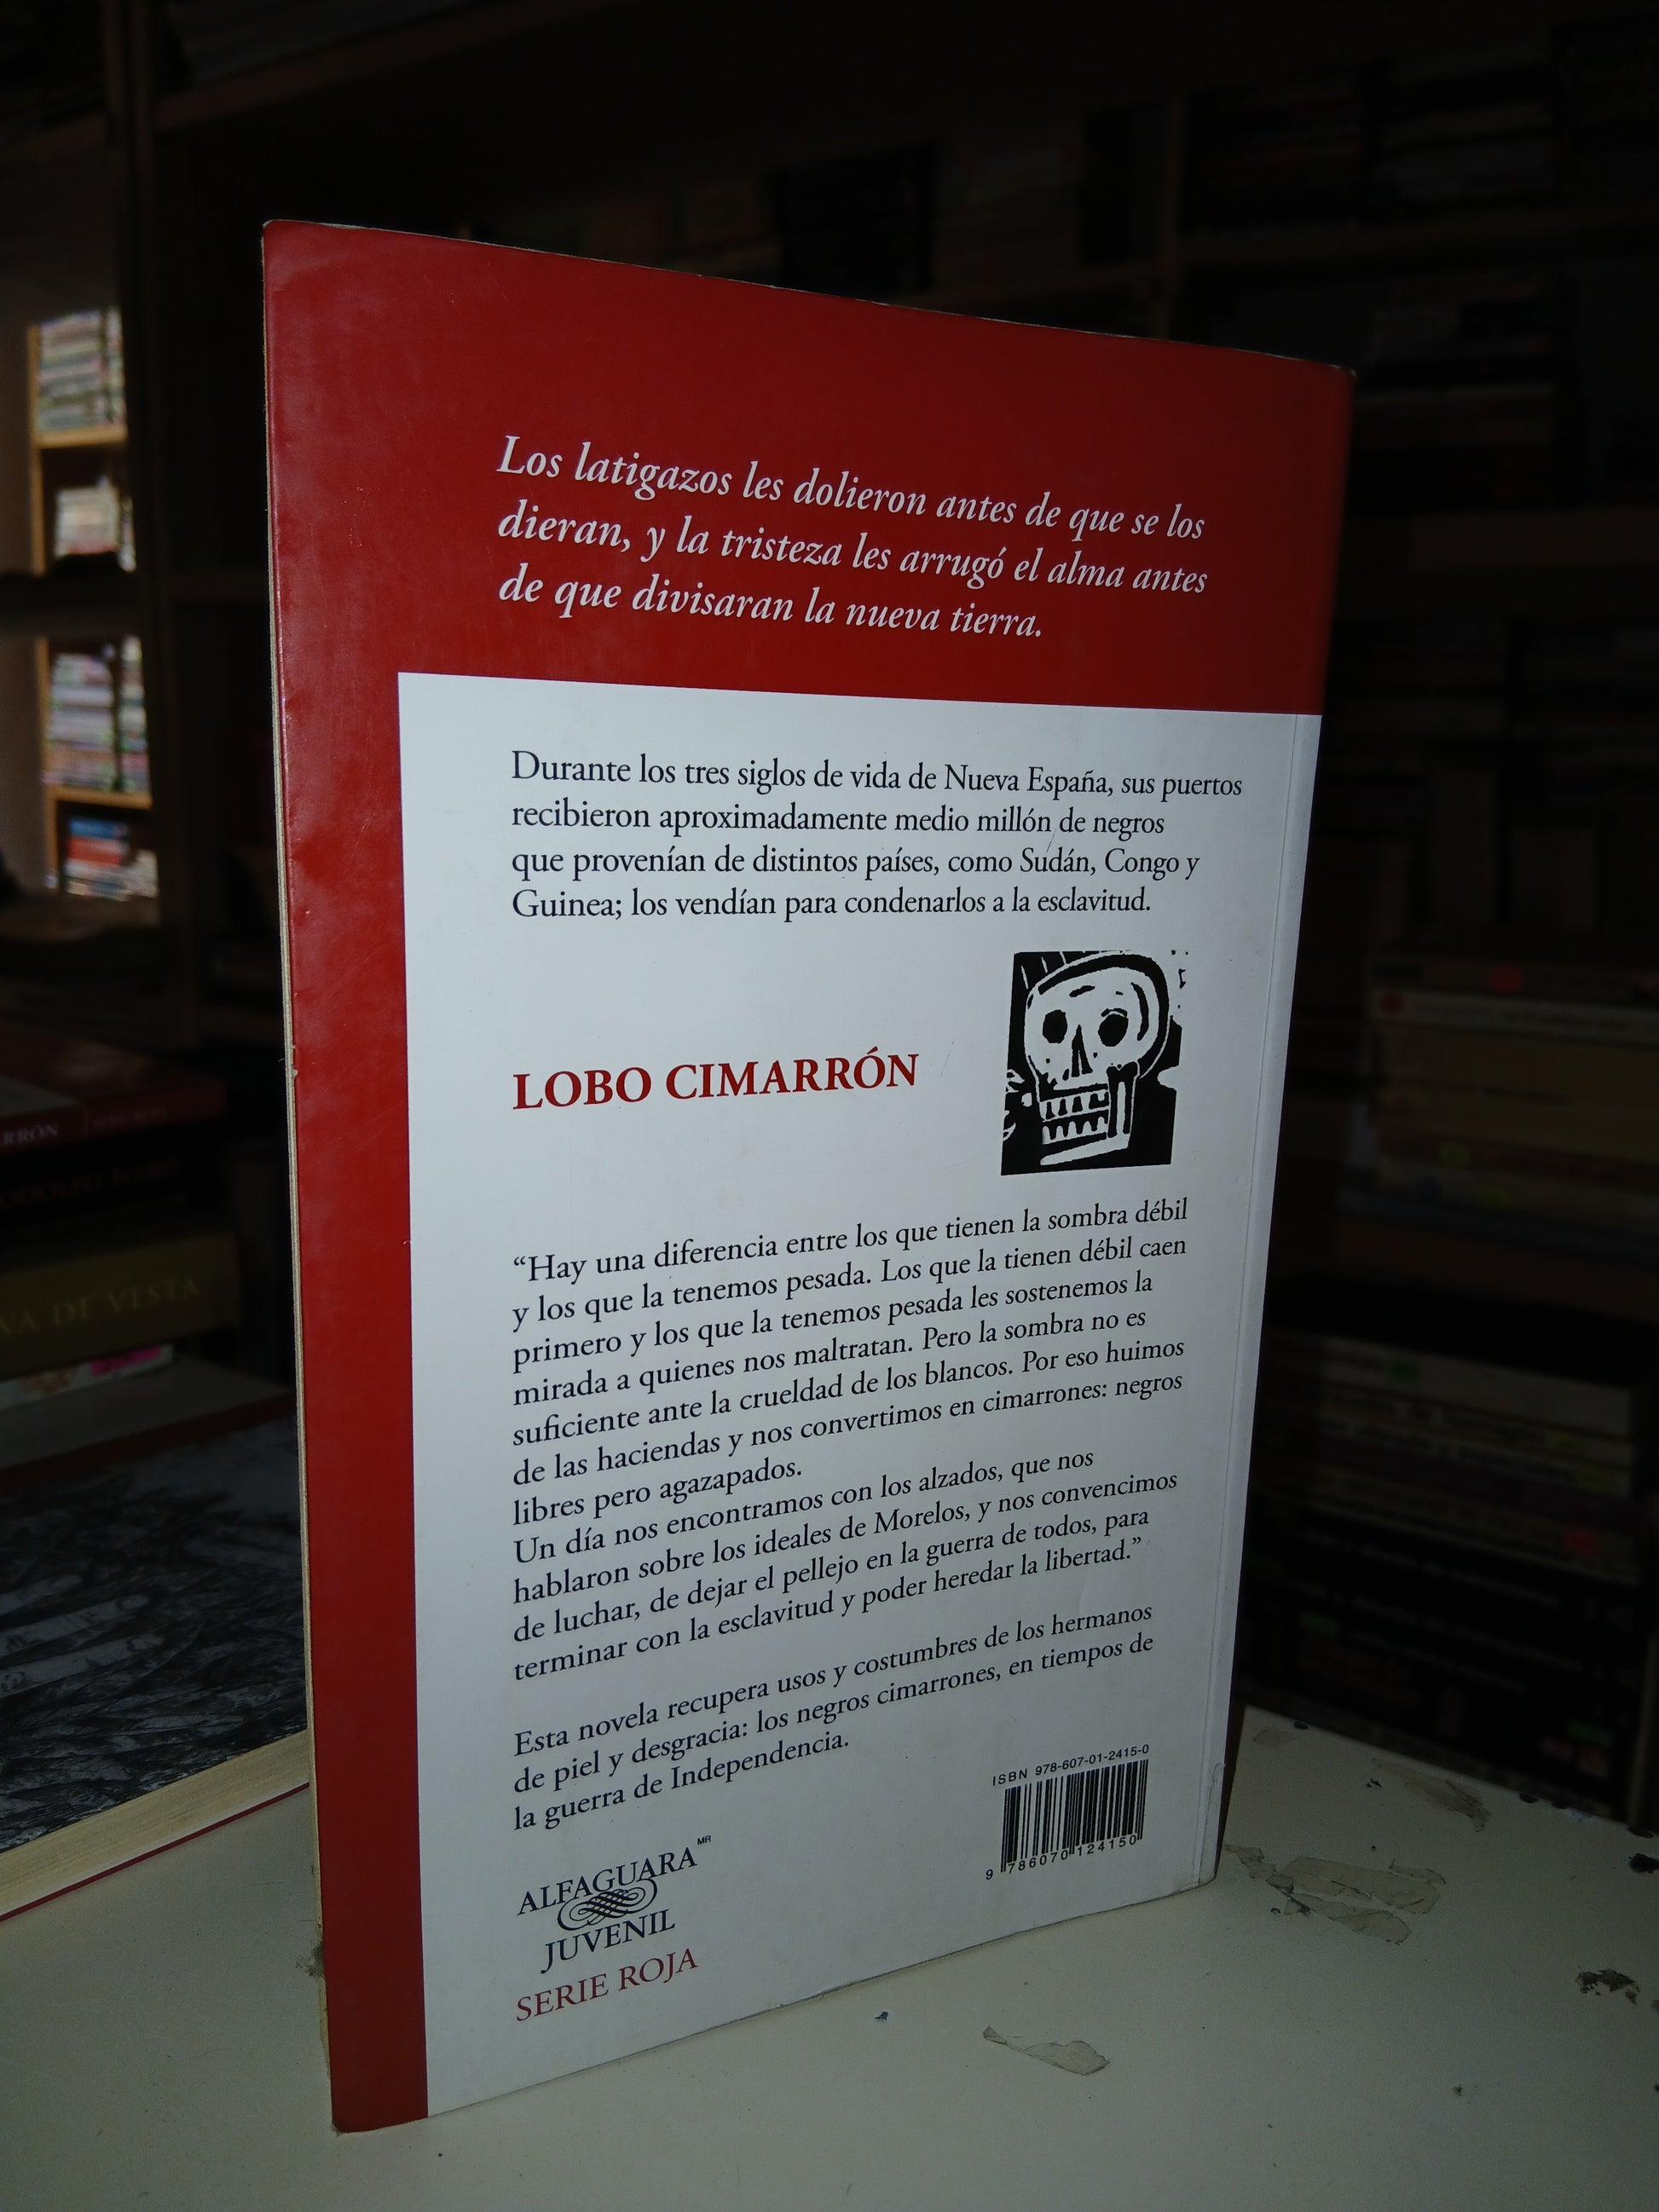 Los latigazos les dolieron antes de que se los
dieran, y la tristeza les arrugó el alma antes
de que divisaran la nueva tierra.
Durante los tres siglos de vida de Nueva España, sus puertos
recibieron aproximadamente medio millón de negros
que provenían de distintos países, como Sudán, Congo y
Guinea; los vendían para condenarlos a la esclavitud.
LOBO CIMARRÓN
“Hay una diferencia entre los que tienen la sombra débil
y los que la tenemos pesada. Los que la tienen débil caen
primero y los que la tenemos pesada les sostenemos la
mirada a quienes nos maltratan. Pero la sombra no es
suficiente ante la crueldad de los blancos. Por eso huimos
de las haciendas y nos convertimos en cimarrones: negros
libres pero agazapados.
Un día nos encontramos con los alzados, que nos
hablaron sobre los ideales de Morelos, y nos convencimos
de luchar, de dejar el pellejo en la guerra de todos, para
terminar con la esclavitud y poder heredar la libertad.”
Esta novela recupera usos y costumbres de los hermanos
de piel y desgracia: los negros cimarrones, en tiempos de
la guerra de Independencia.
ISBN 978-607-01-2415-0
9 786070 124150
ALFAGUARA MR
JUVENIL
SERIE ROJA
RRÓN
VA DE VESTA